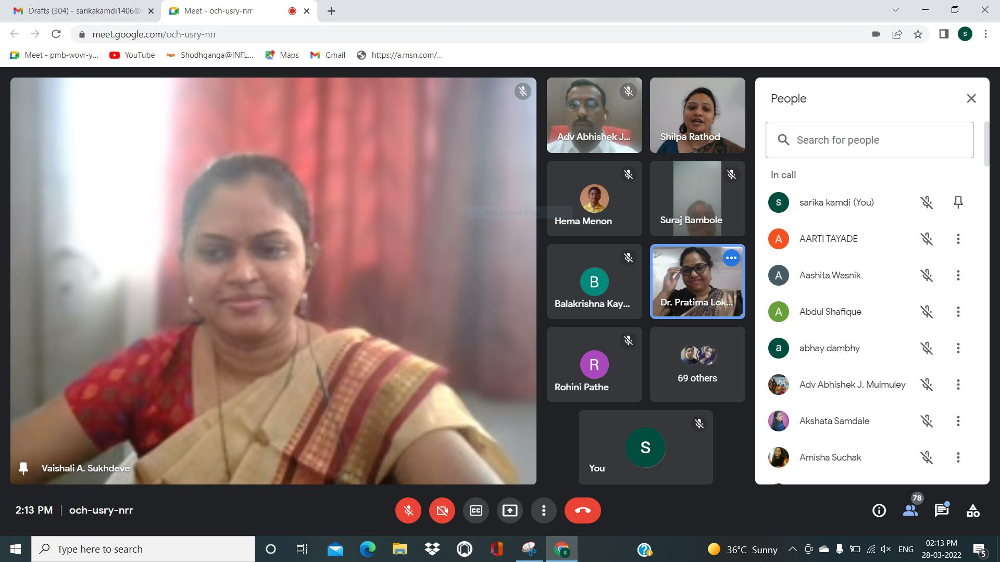 Drafts (304) - sarikakamdi1406@
Meet - och-usry-nrr
meet.google.com/och-usry-nrr
S
Meet - pmb-wovr-y...
YouTube
Shodhganga@INFL...
Maps
Gmail
https://a.msn.com/...
Adv Abhishek J...
Shilpa Rathod
Hema Menon
Suraj Bambole
Full-screen Snip
B
Balakrishna Kay...
Dr. Pratima Lok...
R
Rohini Pathe
69 others
S
You
Vaishali A. Sukhdeve
People
Search for people
In call
s
sarika kamdi (You)
A
AARTI TAYADE
A
Aashita Wasnik
A
Abdul Shafique
a
abhay dambhy
Adv Abhishek J. Mulmuley
Akshata Samdale
Amisha Suchak
2:13 PM | och-usry-nrr
CC
78
Type here to search
36°C Sunny
ENG
02:13 PM
28-03-2022
5